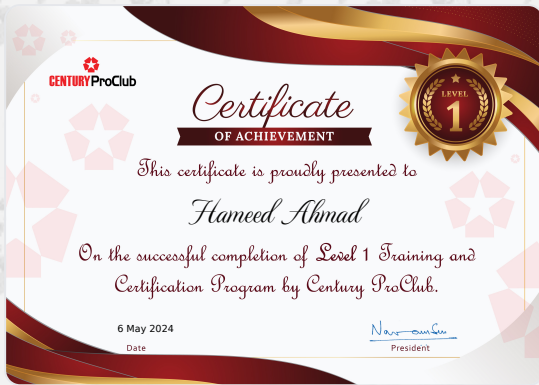 CENTURY ProClub
Certificate
OF ACHIEVEMENT
LEVEL
1
This certificate is proudly presented to
Hameed Ahmad
On the successful completion of Level 1 Training and
Certification Program by Century ProClub.
6 May 2024
Date
President